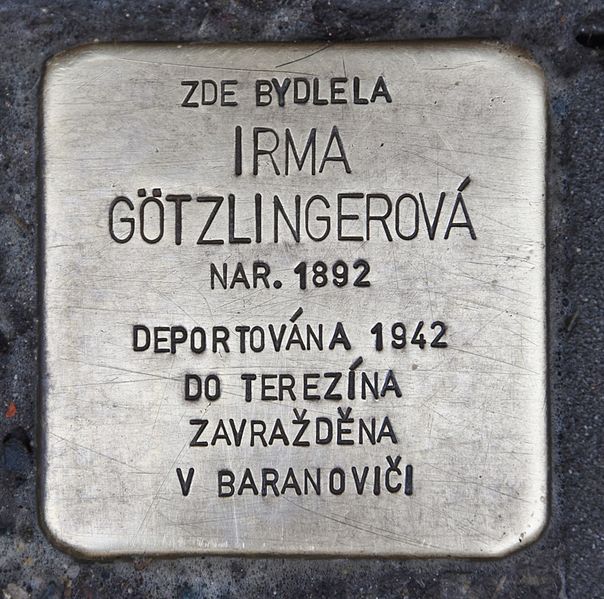 ZDE BYDLELA
IRMA
GÖTZLINGEROVÁ
NAR. 1892
DEPORTOVÁNA 1942
DO TEREZÍNA
ZAVRAŽDĚNA
V BARANOVIČI